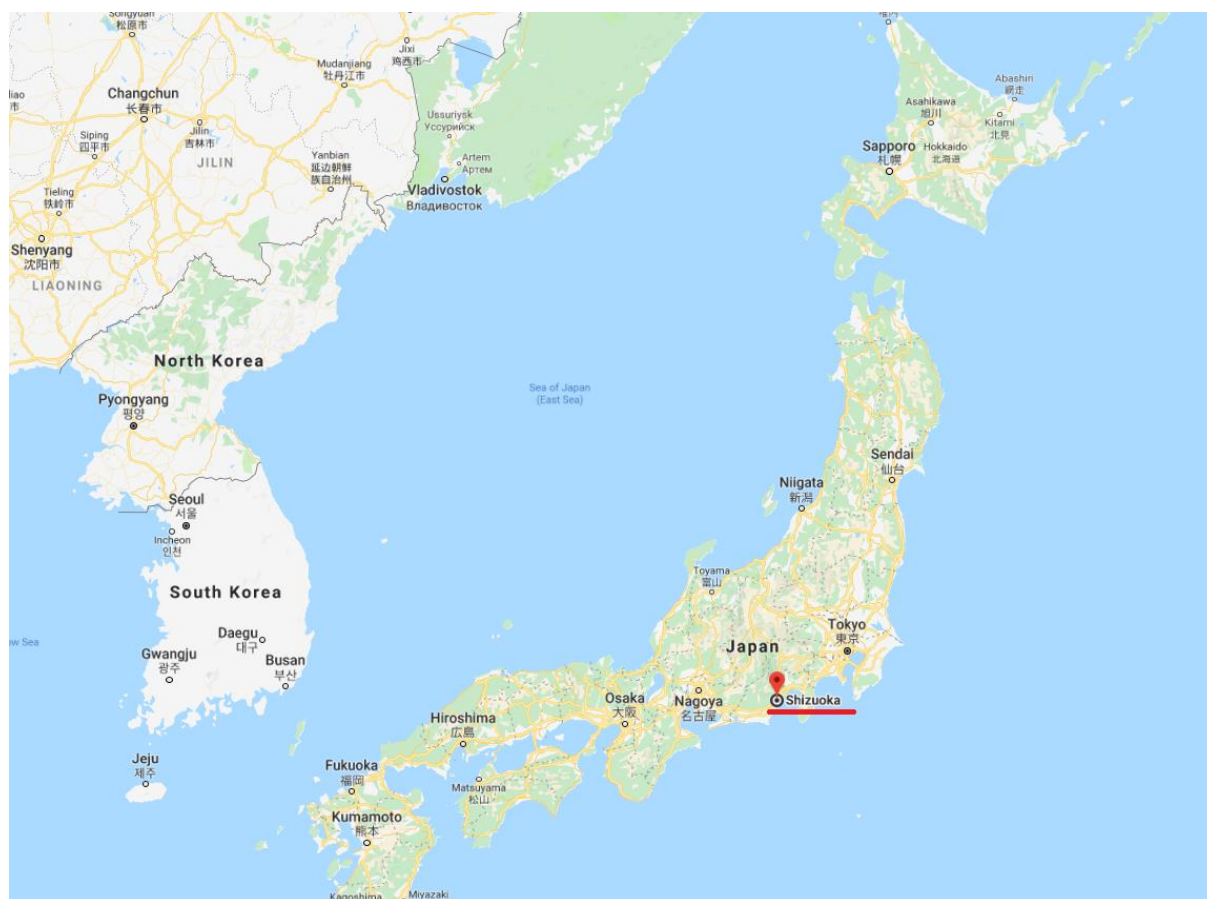 Songyuan
松原市
Jixi
鸡西市
Mudanjiang
牡丹江市
Changchun
长春市
Jilin
吉林市
Siping
四平市
JILIN
Yanbian
延边朝鲜
族自治州
Ussuriysk
Уссурийск
Artem
Артем
Vladivostok
Владивосток
Tieling
铁岭市
Shenyang
沈阳市
LIAONING
Abashiri
網走
Asahikawa
旭川
Kitami
北見
Sapporo
札幌
Hokkaido
北海道
North Korea
Pyongyang
평양
Sea of Japan
(East Sea)
Seoul
서울
Incheon
인천
South Korea
Daegu
대구
Gwangju
광주
Busan
부산
Jeju
제주
Sendai
仙台
Niigata
新潟
Toyama
富山
Tokyo
東京
Japan
Shizuoka
Nagoya
名古屋
Osaka
大阪
Hiroshima
広島
Matsuyama
松山
Fukuoka
福岡
Kumamoto
熊本
Kagoshima
Miyazaki